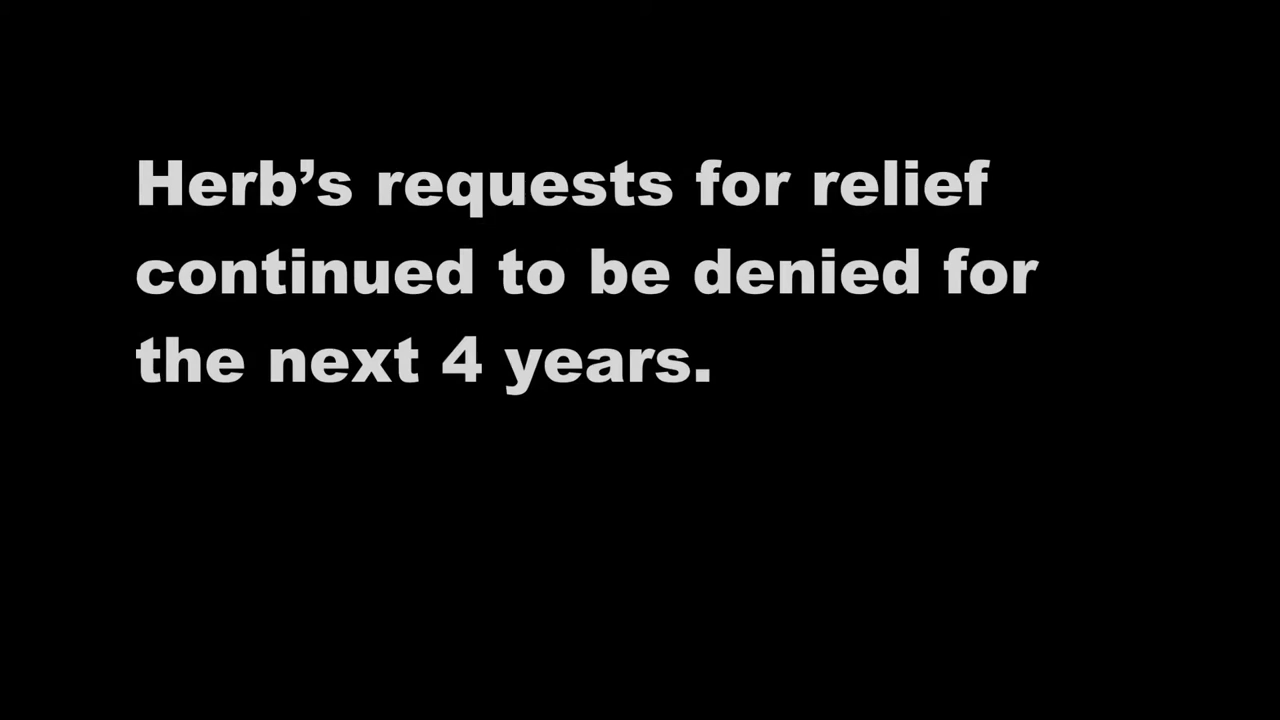 Herb’s requests for relief
continued to be denied for
the next 4 years.